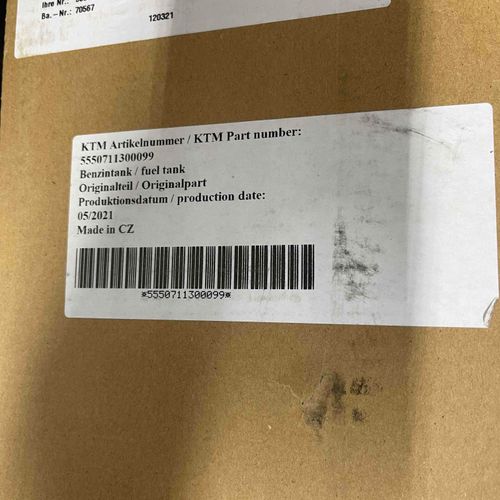 Ihre Nr.:
Ba.-Nr.: 70567
120321
KTM Artikelnummer / KTM Part number:
5550711300099
Benzintank / fuel tank
Originalteil / Originalpart
Produktionsdatum / production date:
05/2021
Made in CZ
*5550711300099*